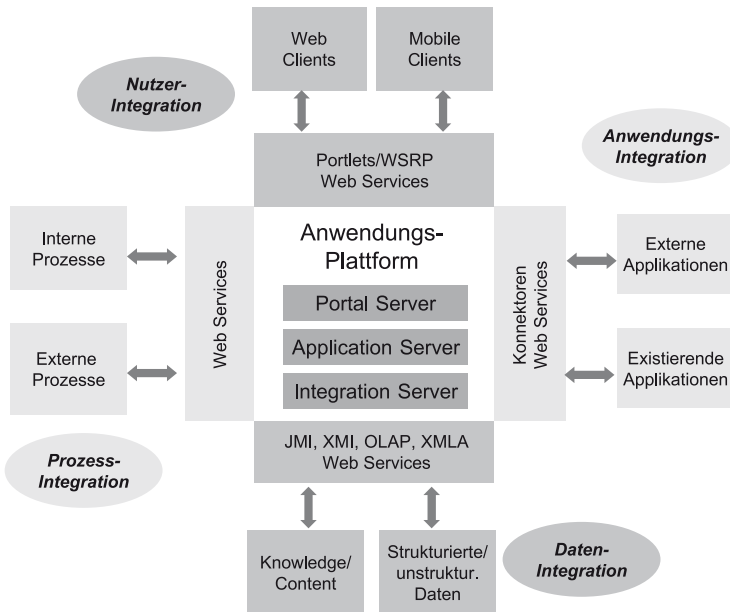 Web
Clients
Mobile
Clients
Nutzer-
Integration
Anwendungs-
Integration
Portlets/WSRP
Web Services
Interne
Prozesse
Externe
Prozesse
Web Services
Anwendungs-
Plattform
Portal Server
Application Server
Integration Server
Konnektoren
Web Services
Externe
Applikationen
Existierende
Applikationen
JMI, XMI, OLAP, XMLA
Web Services
Prozess-
Integration
Knowledge/
Content
Strukturierte/
unstruktur.
Daten
Daten-
Integration